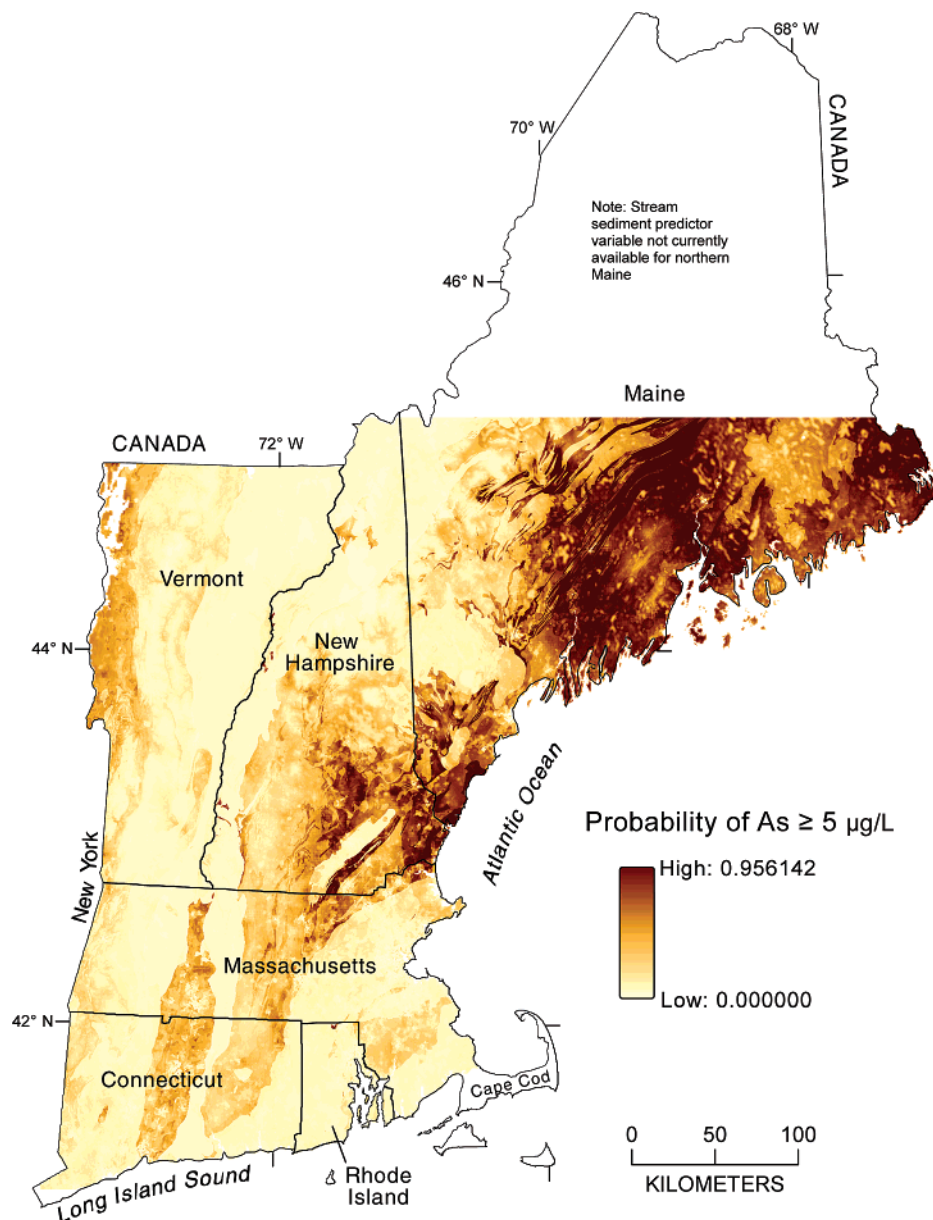 68° W
CANADA
70° W
Note: Stream
sediment predictor
variable not currently
available for northern
Maine
46° N
Maine
CANADA
72° W
Vermont
New
Hampshire
44° N
Atlantic Ocean
Probability of As ≥ 5 µg/L
High: 0.956142
Low: 0.000000
New York
Massachusetts
42° N
Connecticut
Cape Cod
Rhode
Island
Long Island Sound
0 50 100
KILOMETERS